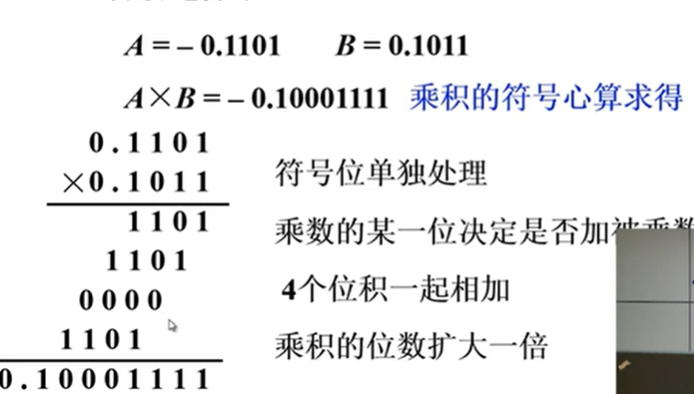 A = – 0.1101 B = 0.1011
A×B = – 0.10001111 乘积的符号心算求得
0.1101
×0.1011
符号位单独处理
1101
乘数的某一位决定是否加被乘数
1101
0000
4个位积一起相加
1101
乘积的位数扩大一倍
0.10001111